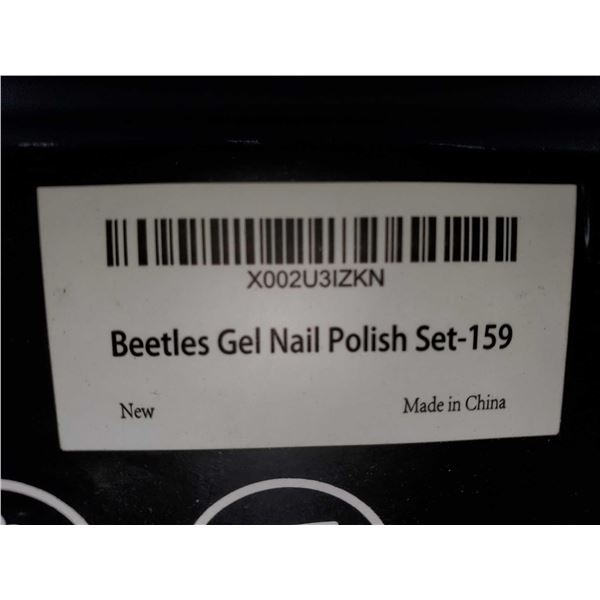 X002U3IZKN
Beetles Gel Nail Polish Set-159
New
Made in China